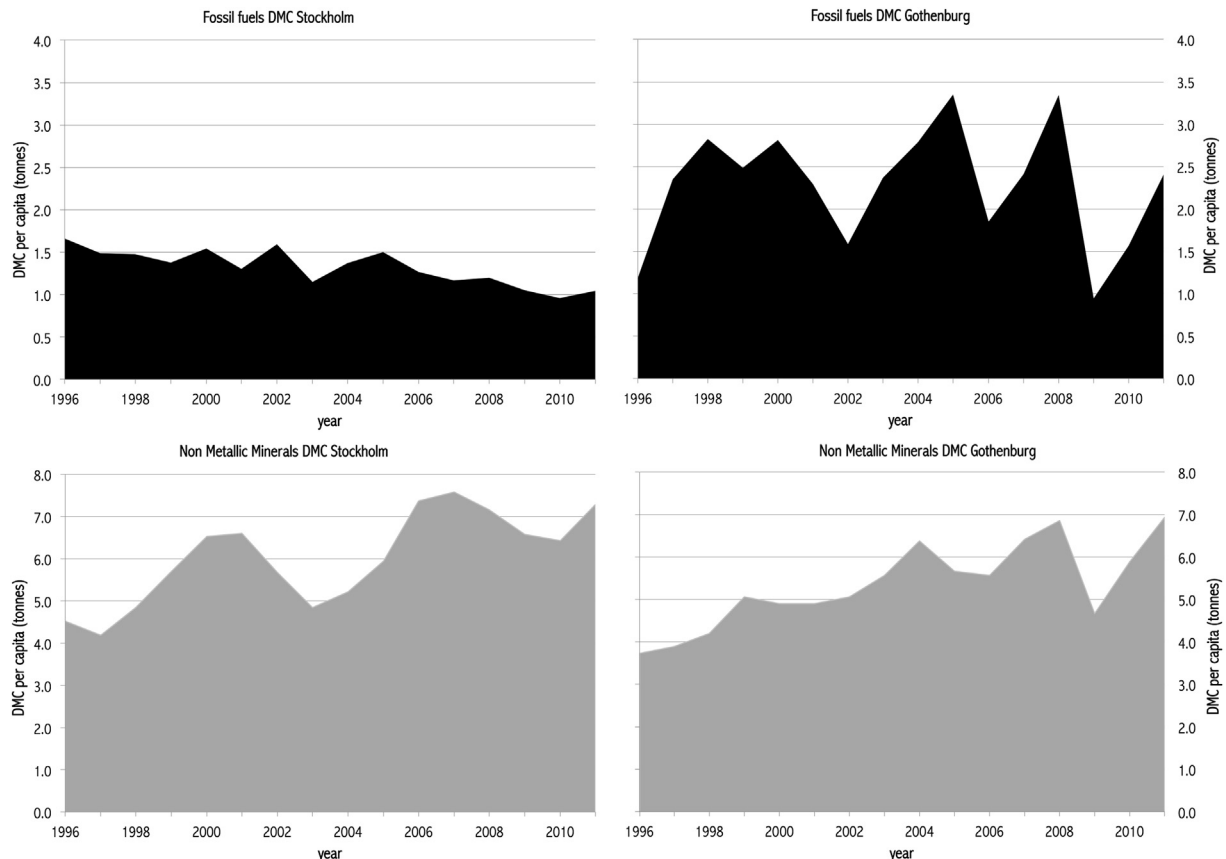 Fossil fuels DMC Stockholm
4.0
3.5
3.0
2.5
2.0
1.5
1.0
0.5
0.0
DMC per capita (tonnes)
1996 1998 2000 2002 2004 2006 2008 2010
year
Fossil fuels DMC Gothenburg
4.0
3.5
3.0
2.5
2.0
1.5
1.0
0.5
0.0
DMC per capita (tonnes)
1996 1998 2000 2002 2004 2006 2008 2010
year
Non Metallic Minerals DMC Stockholm
8.0
7.0
6.0
5.0
4.0
3.0
2.0
1.0
0.0
DMC per capita (tonnes)
1996 1998 2000 2002 2004 2006 2008 2010
year
Non Metallic Minerals DMC Gothenburg
8.0
7.0
6.0
5.0
4.0
3.0
2.0
1.0
0.0
DMC per capita (tonnes)
1996 1998 2000 2002 2004 2006 2008 2010
year